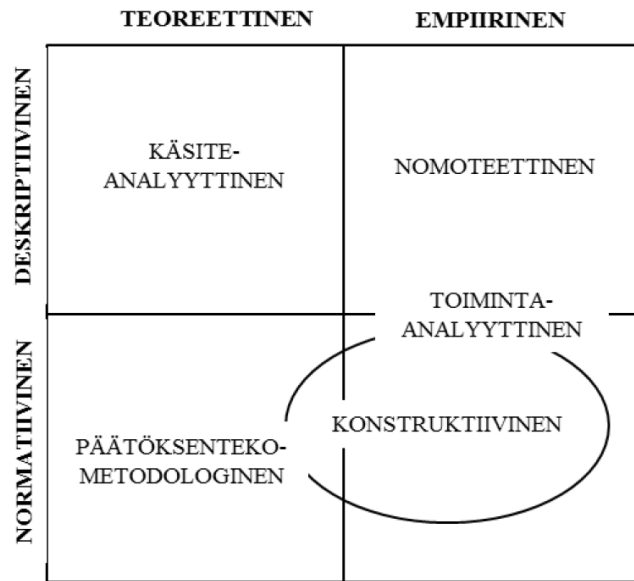 TEOREETTINEN
EMPIIRINEN
DESKRIPTIIVINEN
KÄSITE-
ANALYYTTINEN
NOMOTEETTINEN
TOIMINTA-
ANALYYTTINEN
NORMATIIVINEN
PÄÄTÖKSENTEKO-
METODOLOGINEN
KONSTRUKTIIVINEN